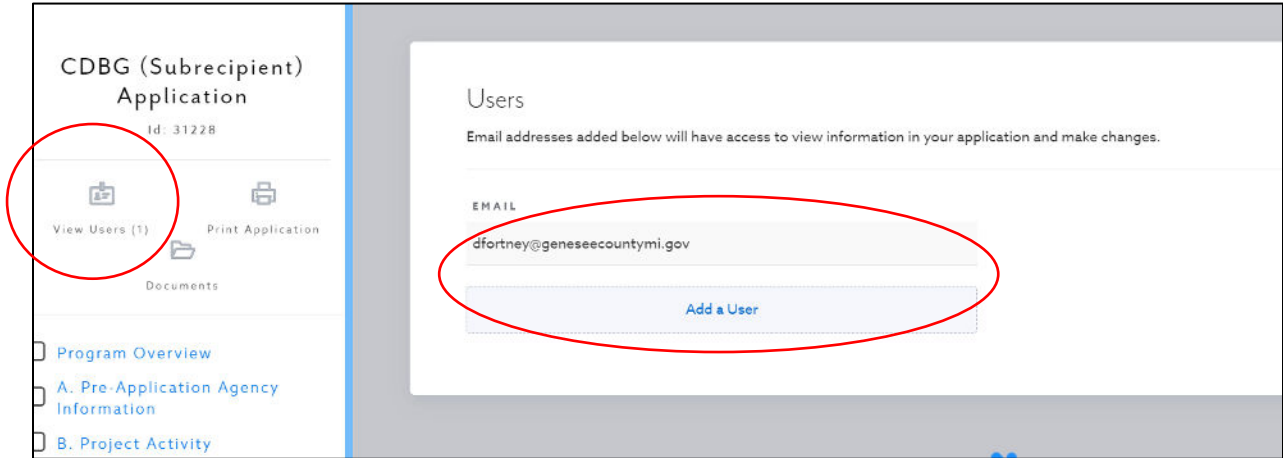 CDBG (Subrecipient)
Application
Id: 31228
View Users (1)
Print Application
Documents
Program Overview
A. Pre-Application Agency
Information
B. Project Activity
Users
Email addresses added below will have access to view information in your application and make changes.
EMAIL
dfortney@geneseecountymi.gov
Add a User